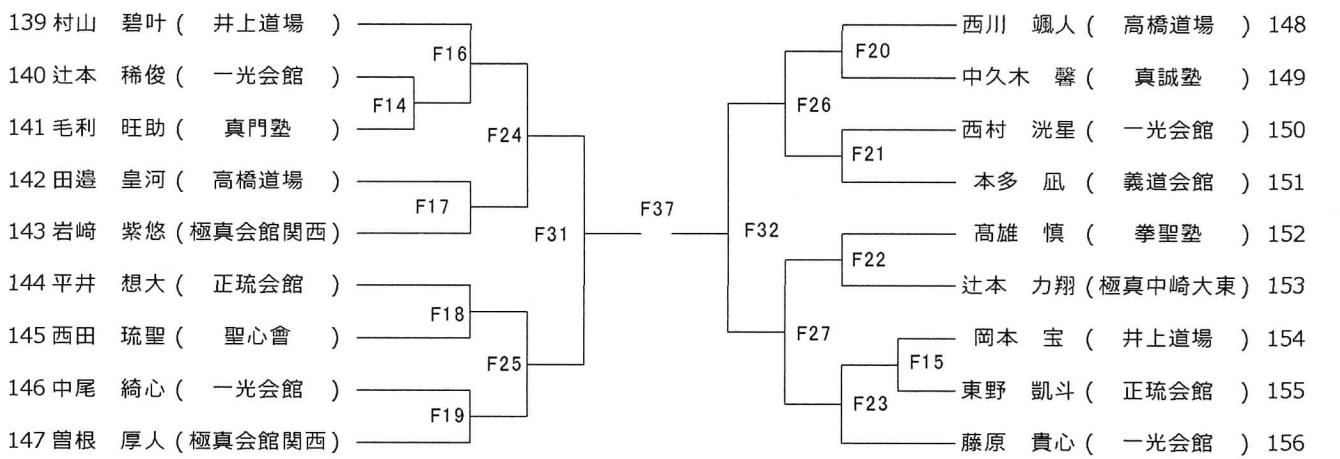 139 村山 碧叶 ( 井上道場 )
F16
140 辻本 稀俊 ( 一光会館 )
F14
141 毛利 旺助 ( 真門塾 )
F24
142 田邉 皇河 ( 高橋道場 )
F17
143 岩﨑 紫悠 (極真会館関西)
F31
144 平井 想大 ( 正琉会館 )
F18
145 西田 琉聖 ( 聖心會 )
F25
146 中尾 綺心 ( 一光会館 )
F19
147 曽根 厚人 (極真会館関西)
F37
西川 颯人 ( 高橋道場 ) 148
F20
中久木 馨 ( 真誠塾 ) 149
F26
西村 洸星 ( 一光会館 ) 150
F21
本多 凪 ( 義道会館 ) 151
F32
髙雄 慎 ( 拳聖塾 ) 152
F22
辻本 力翔 (極真中崎大東) 153
F27
岡本 宝 ( 井上道場 ) 154
F15
東野 凱斗 ( 正琉会館 ) 155
F23
藤原 貴心 ( 一光会館 ) 156